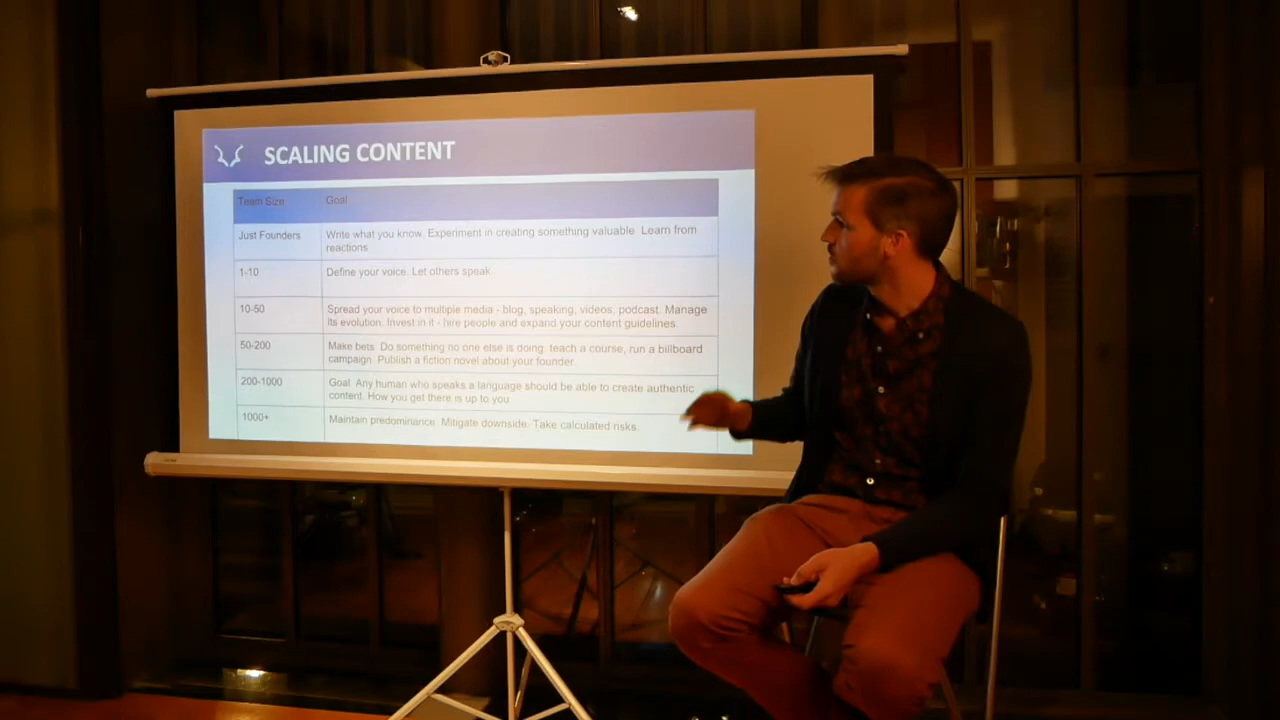 SCALING CONTENT
Team Size Goal
Just Founders Write what you know. Experiment in creating something valuable. Learn from
reactions
1-10 Define your voice. Let others speak.
10-50 Spread your voice to multiple media - blog, speaking, videos, podcast. Manage
its evolution. Invest in it - hire people and expand your content guidelines.
50-200 Make bets. Do something no one else is doing: teach a course, run a billboard
campaign. Publish a fiction novel about your founder.
200-1000 Goal: Any human who speaks a language should be able to create authentic
content. How you get there is up to you.
1000+ Maintain predominance. Mitigate downside. Take calculated risks.